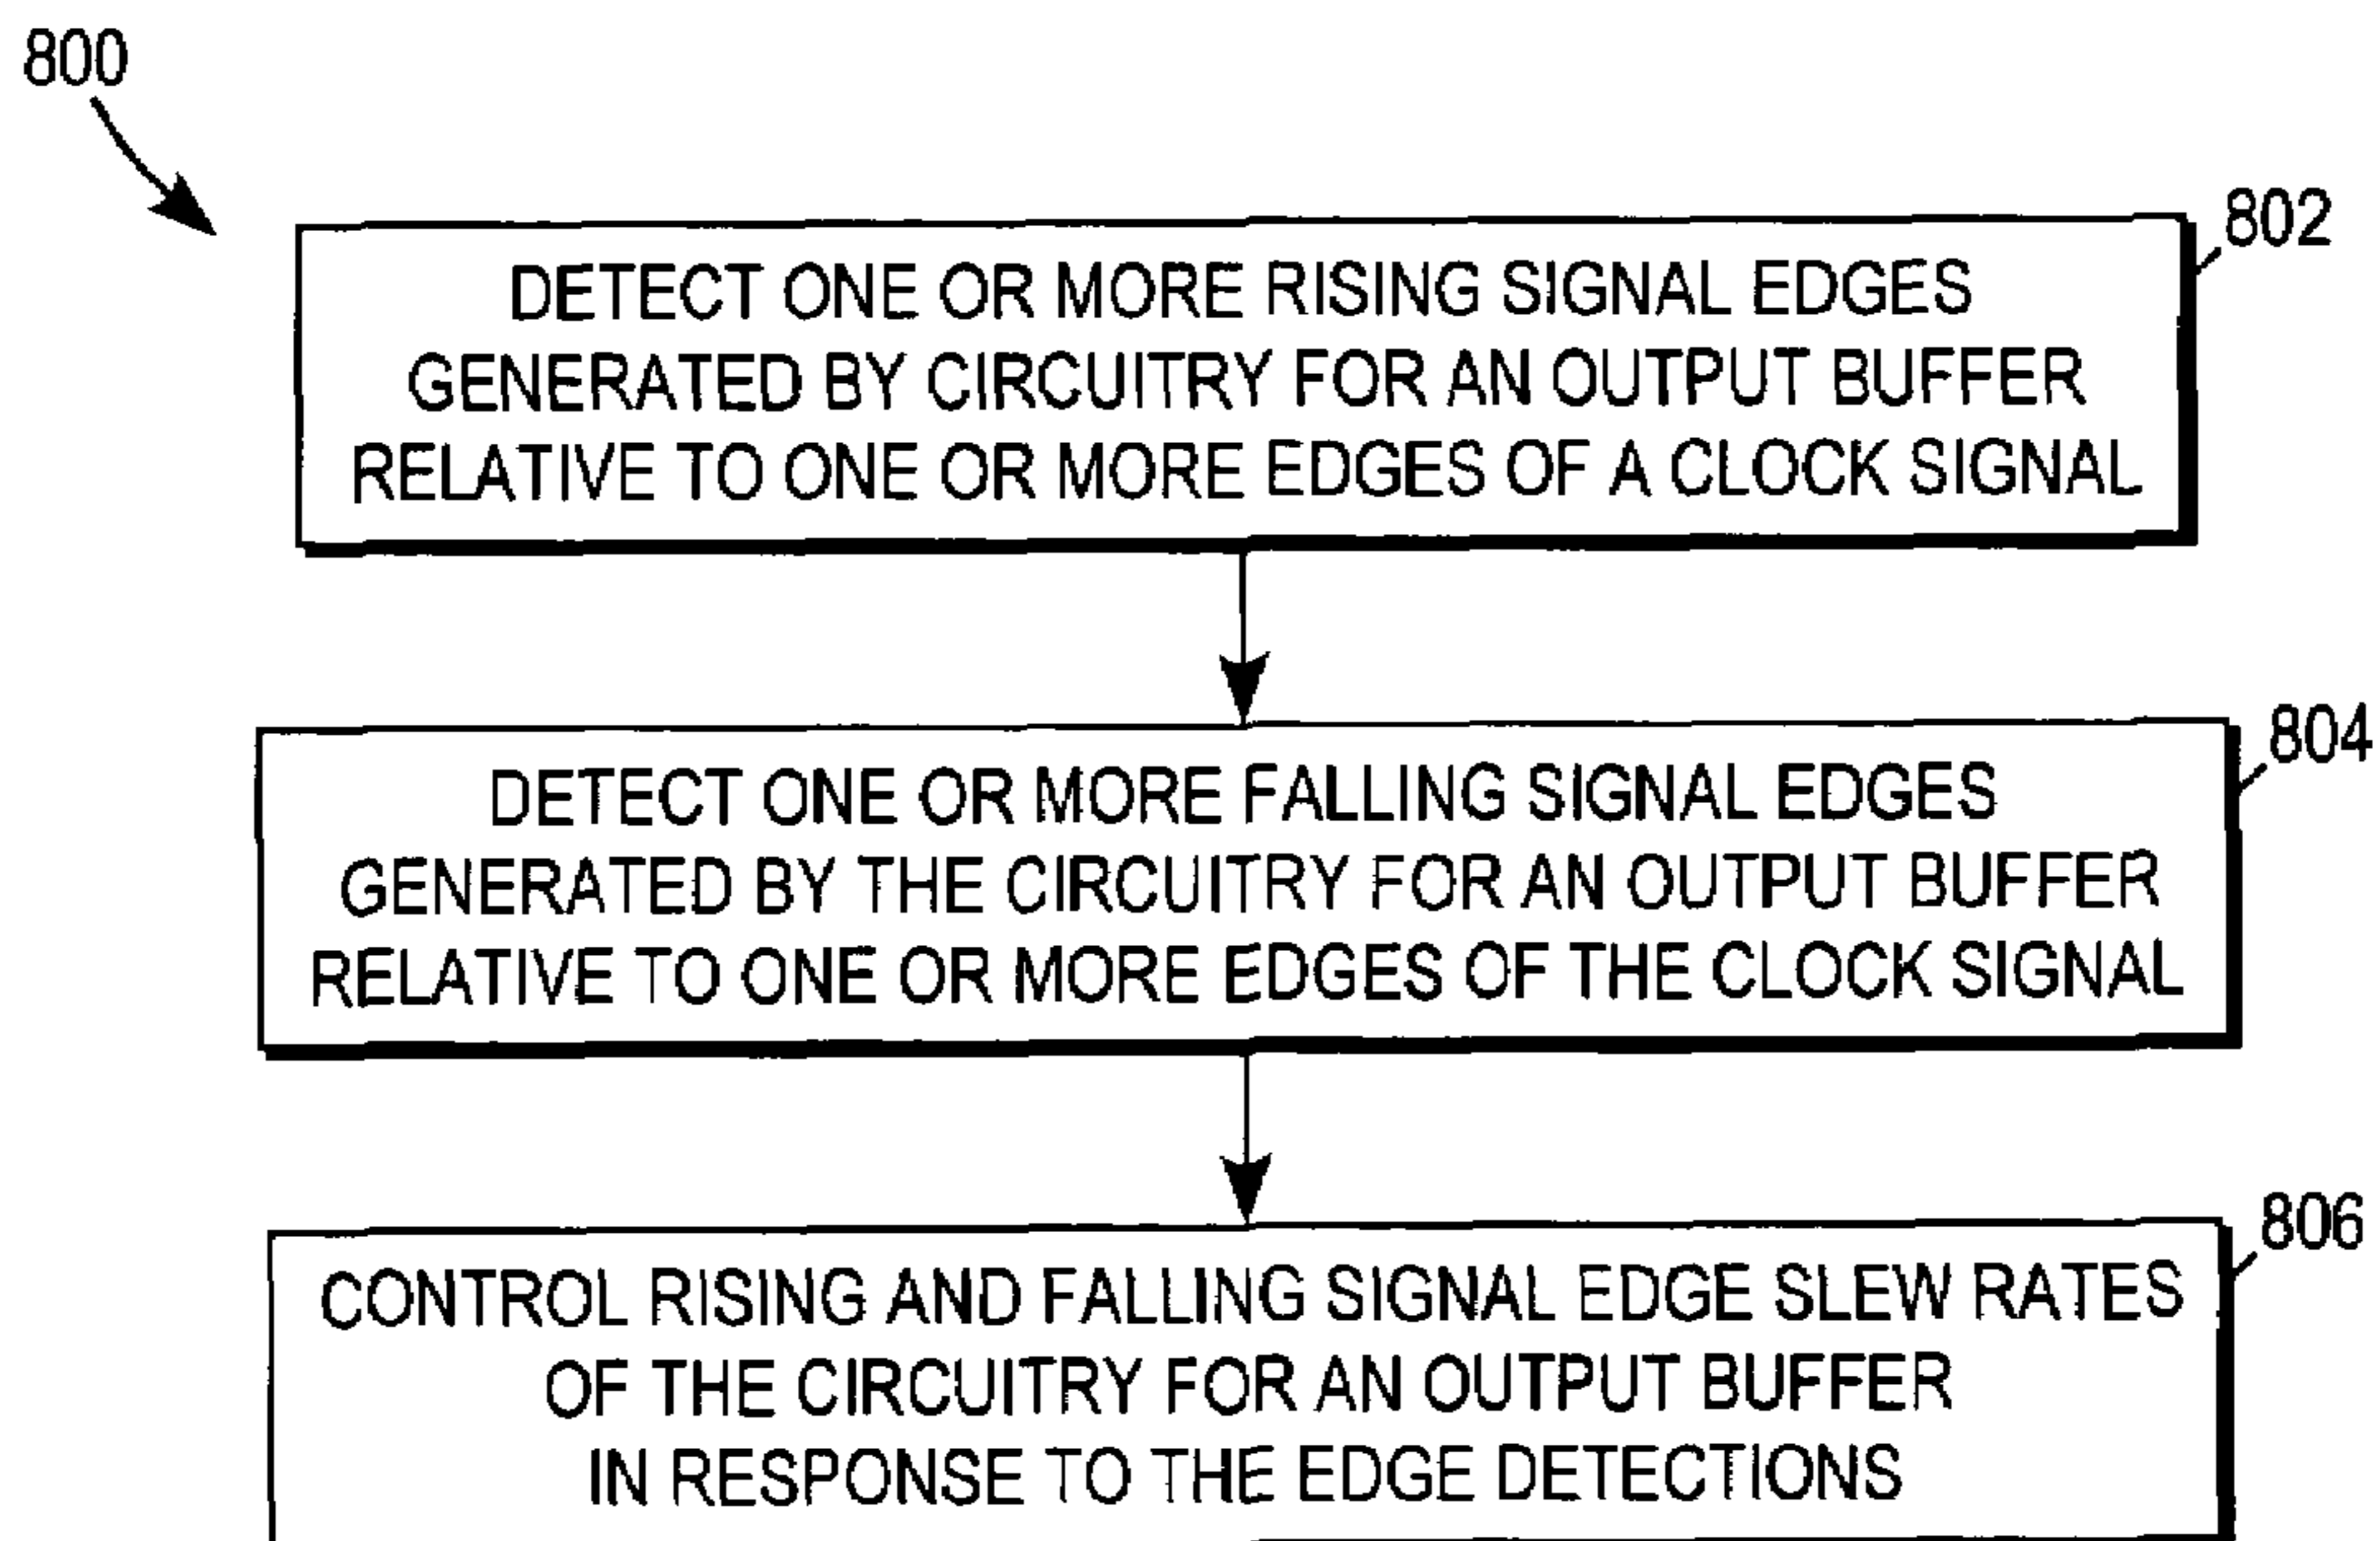 800
802
DETECT ONE OR MORE RISING SIGNAL EDGES
GENERATED BY CIRCUITRY FOR AN OUTPUT BUFFER
RELATIVE TO ONE OR MORE EDGES OF A CLOCK SIGNAL
804
DETECT ONE OR MORE FALLING SIGNAL EDGES
GENERATED BY THE CIRCUITRY FOR AN OUTPUT BUFFER
RELATIVE TO ONE OR MORE EDGES OF THE CLOCK SIGNAL
806
CONTROL RISING AND FALLING SIGNAL EDGE SLEW RATES
OF THE CIRCUITRY FOR AN OUTPUT BUFFER
IN RESPONSE TO THE EDGE DETECTIONS